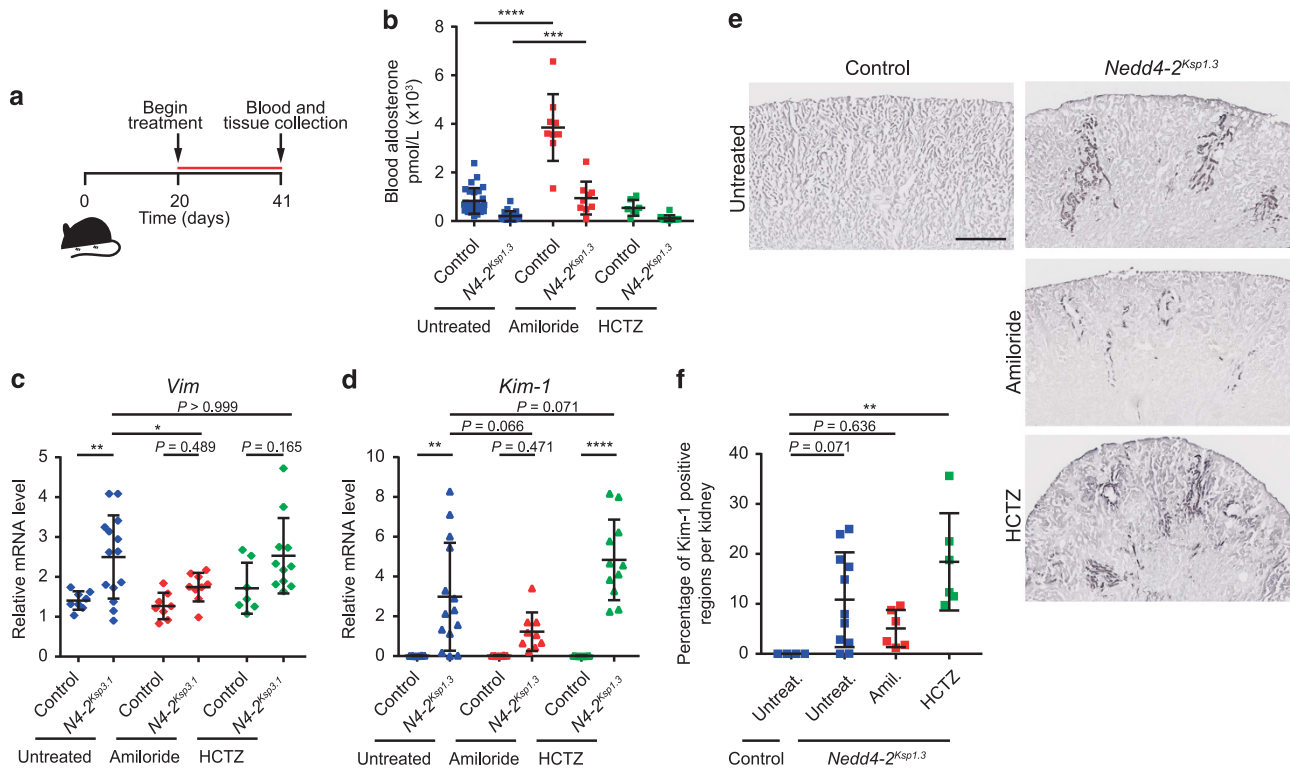 a
Begin
treatment
Blood and
tissue collection
0
20
41
Time (days)
b
Blood aldosterone
pmol/L (x10³)
8
6
4
2
0
****
***
Control
N4-2Ksp1.3
Control
N4-2Ksp1.3
Control
N4-2Ksp1.3
Untreated
Amiloride
HCTZ
e
Control
Nedd4-2Ksp1.3
Untreated
Amiloride
HCTZ
c
Vim
P > 0.999
*
**
P = 0.489
P = 0.165
Relative mRNA level
5
4
3
2
1
0
Control
N4-2Ksp3.1
Control
N4-2Ksp3.1
Control
N4-2Ksp3.1
Untreated
Amiloride
HCTZ
d
Kim-1
P = 0.071
P = 0.066
**
P = 0.471
****
Relative mRNA level
10
8
6
4
2
0
Control
N4-2Ksp1.3
Control
N4-2Ksp1.3
Control
N4-2Ksp1.3
Untreated
Amiloride
HCTZ
f
**
P = 0.636
P = 0.071
Percentage of Kim-1 positive
regions per kidney
40
30
20
10
0
Untreat.
Untreat.
Amil.
HCTZ
Control
Nedd4-2Ksp1.3